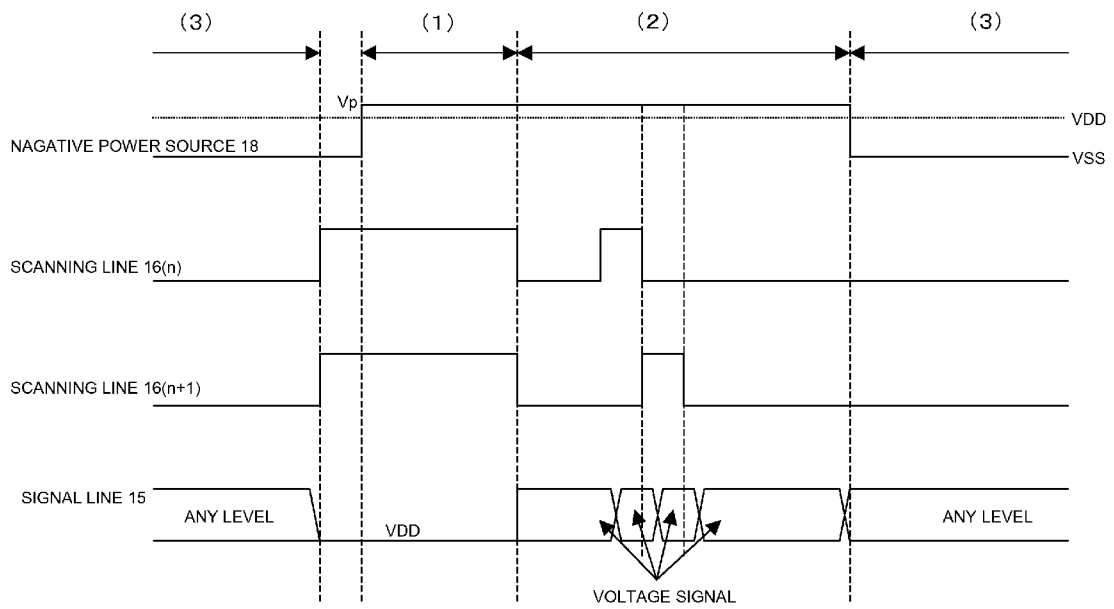 (3)
(1)
(2)
(3)
Vp
VDD
NAGATIVE POWER SOURCE 18
VSS
SCANNING LINE 16(n)
SCANNING LINE 16(n+1)
SIGNAL LINE 15
ANY LEVEL
VDD
ANY LEVEL
VOLTAGE SIGNAL